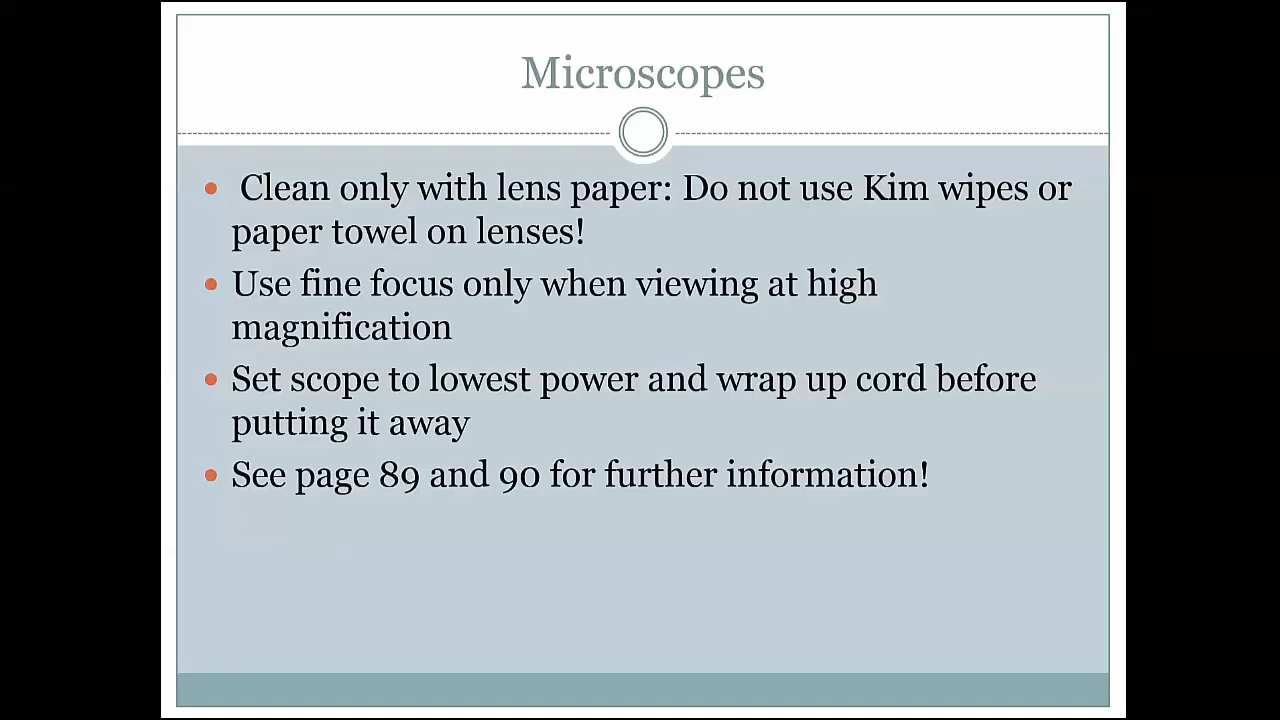 Microscopes
Clean only with lens paper: Do not use Kim wipes or
paper towel on lenses!
Use fine focus only when viewing at high
magnification
Set scope to lowest power and wrap up cord before
putting it away
See page 89 and 90 for further information!